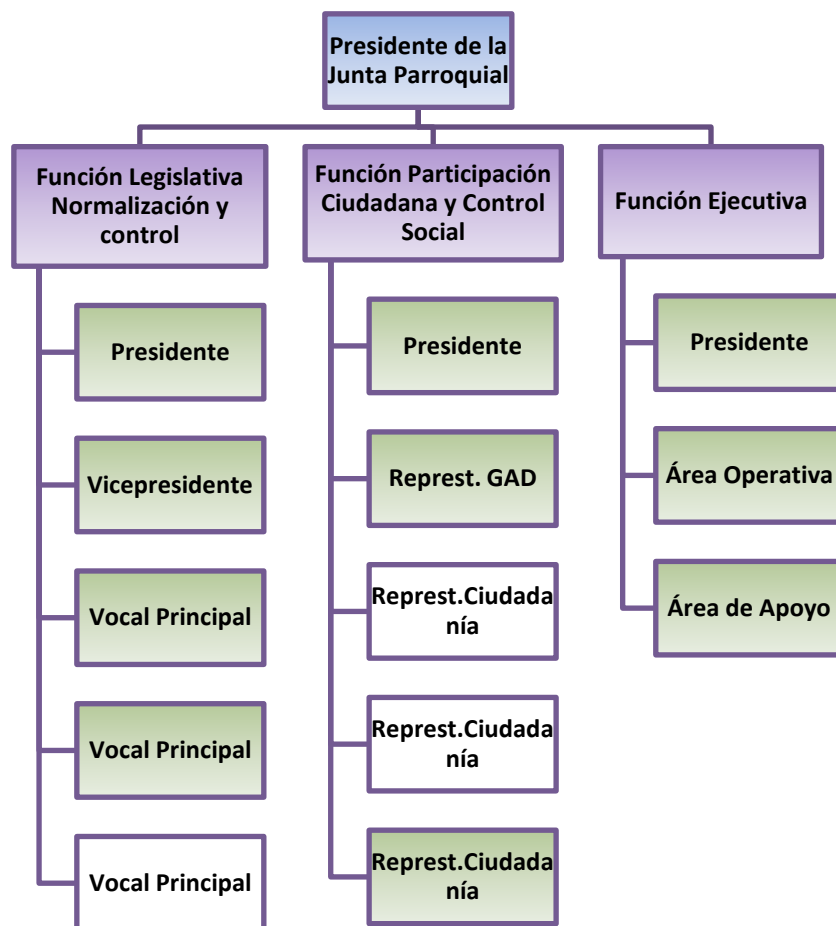 Presidente de la
Junta Parroquial
Función Legislativa
Normalización y
control
Función Participación
Ciudadana y Control
Social
Función Ejecutiva
Presidente
Vicepresidente
Vocal Principal
Vocal Principal
Vocal Principal
Presidente
Represt. GAD
Represt.Ciudada
nía
Represt.Ciudada
nía
Represt.Ciudada
nía
Presidente
Área Operativa
Área de Apoyo